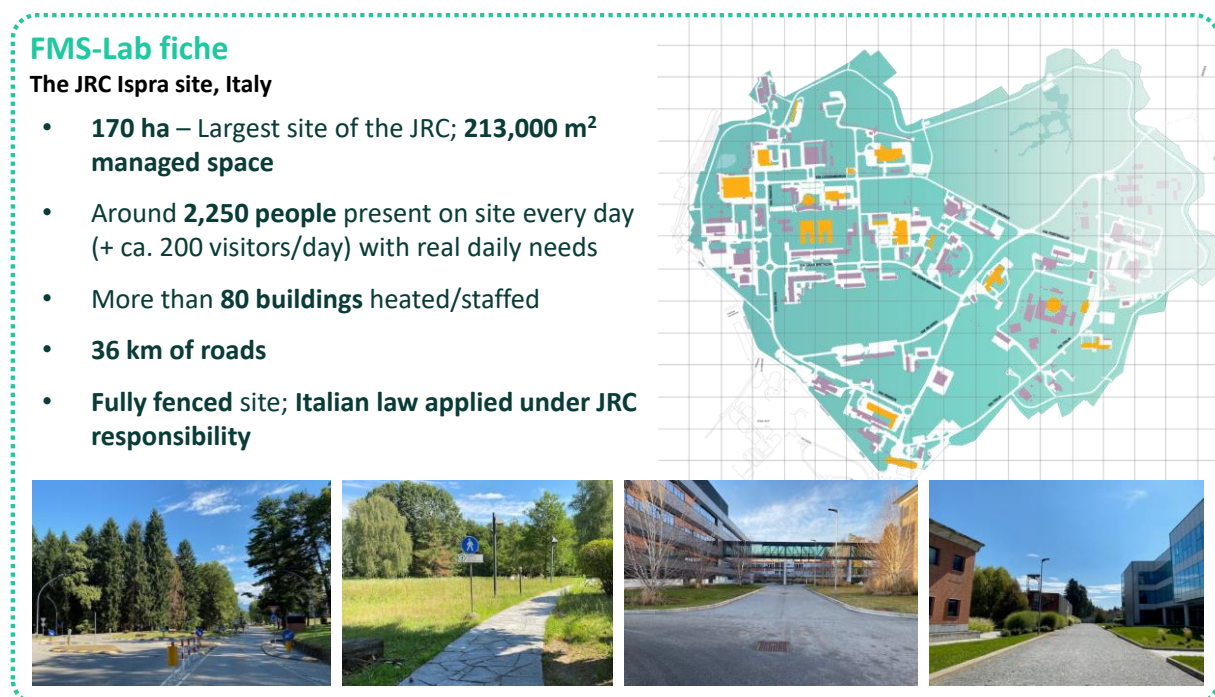 FMS-Lab fiche
The JRC Ispra site, Italy
• 170 ha – Largest site of the JRC; 213,000 m²
managed space
• Around 2,250 people present on site every day
(+ ca. 200 visitors/day) with real daily needs
• More than 80 buildings heated/staffed
• 36 km of roads
• Fully fenced site; Italian law applied under JRC
responsibility